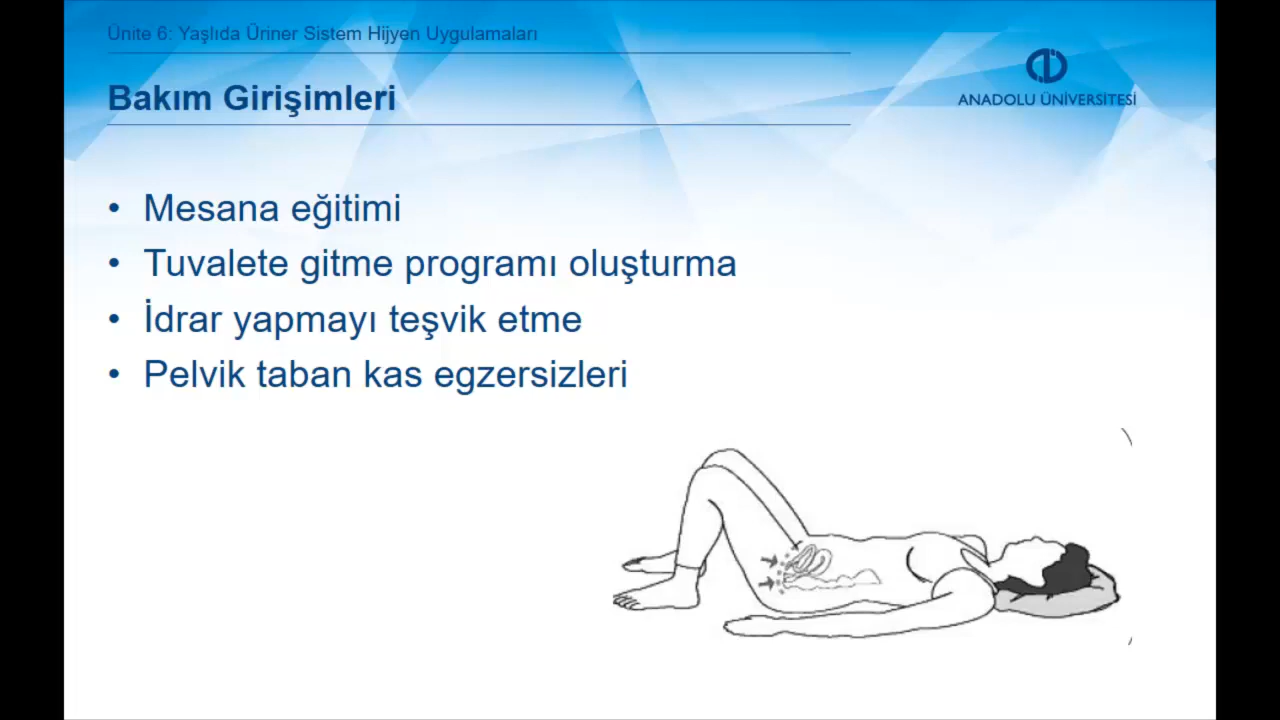 Ünite 6: Yaşlıda Üriner Sistem Hijyen Uygulamaları
Bakım Girişimleri
ANADOLU ÜNİVERSİTESİ
• Mesana eğitimi
• Tuvalete gitme programı oluşturma
• İdrar yapmayı teşvik etme
• Pelvik taban kas egzersizleri